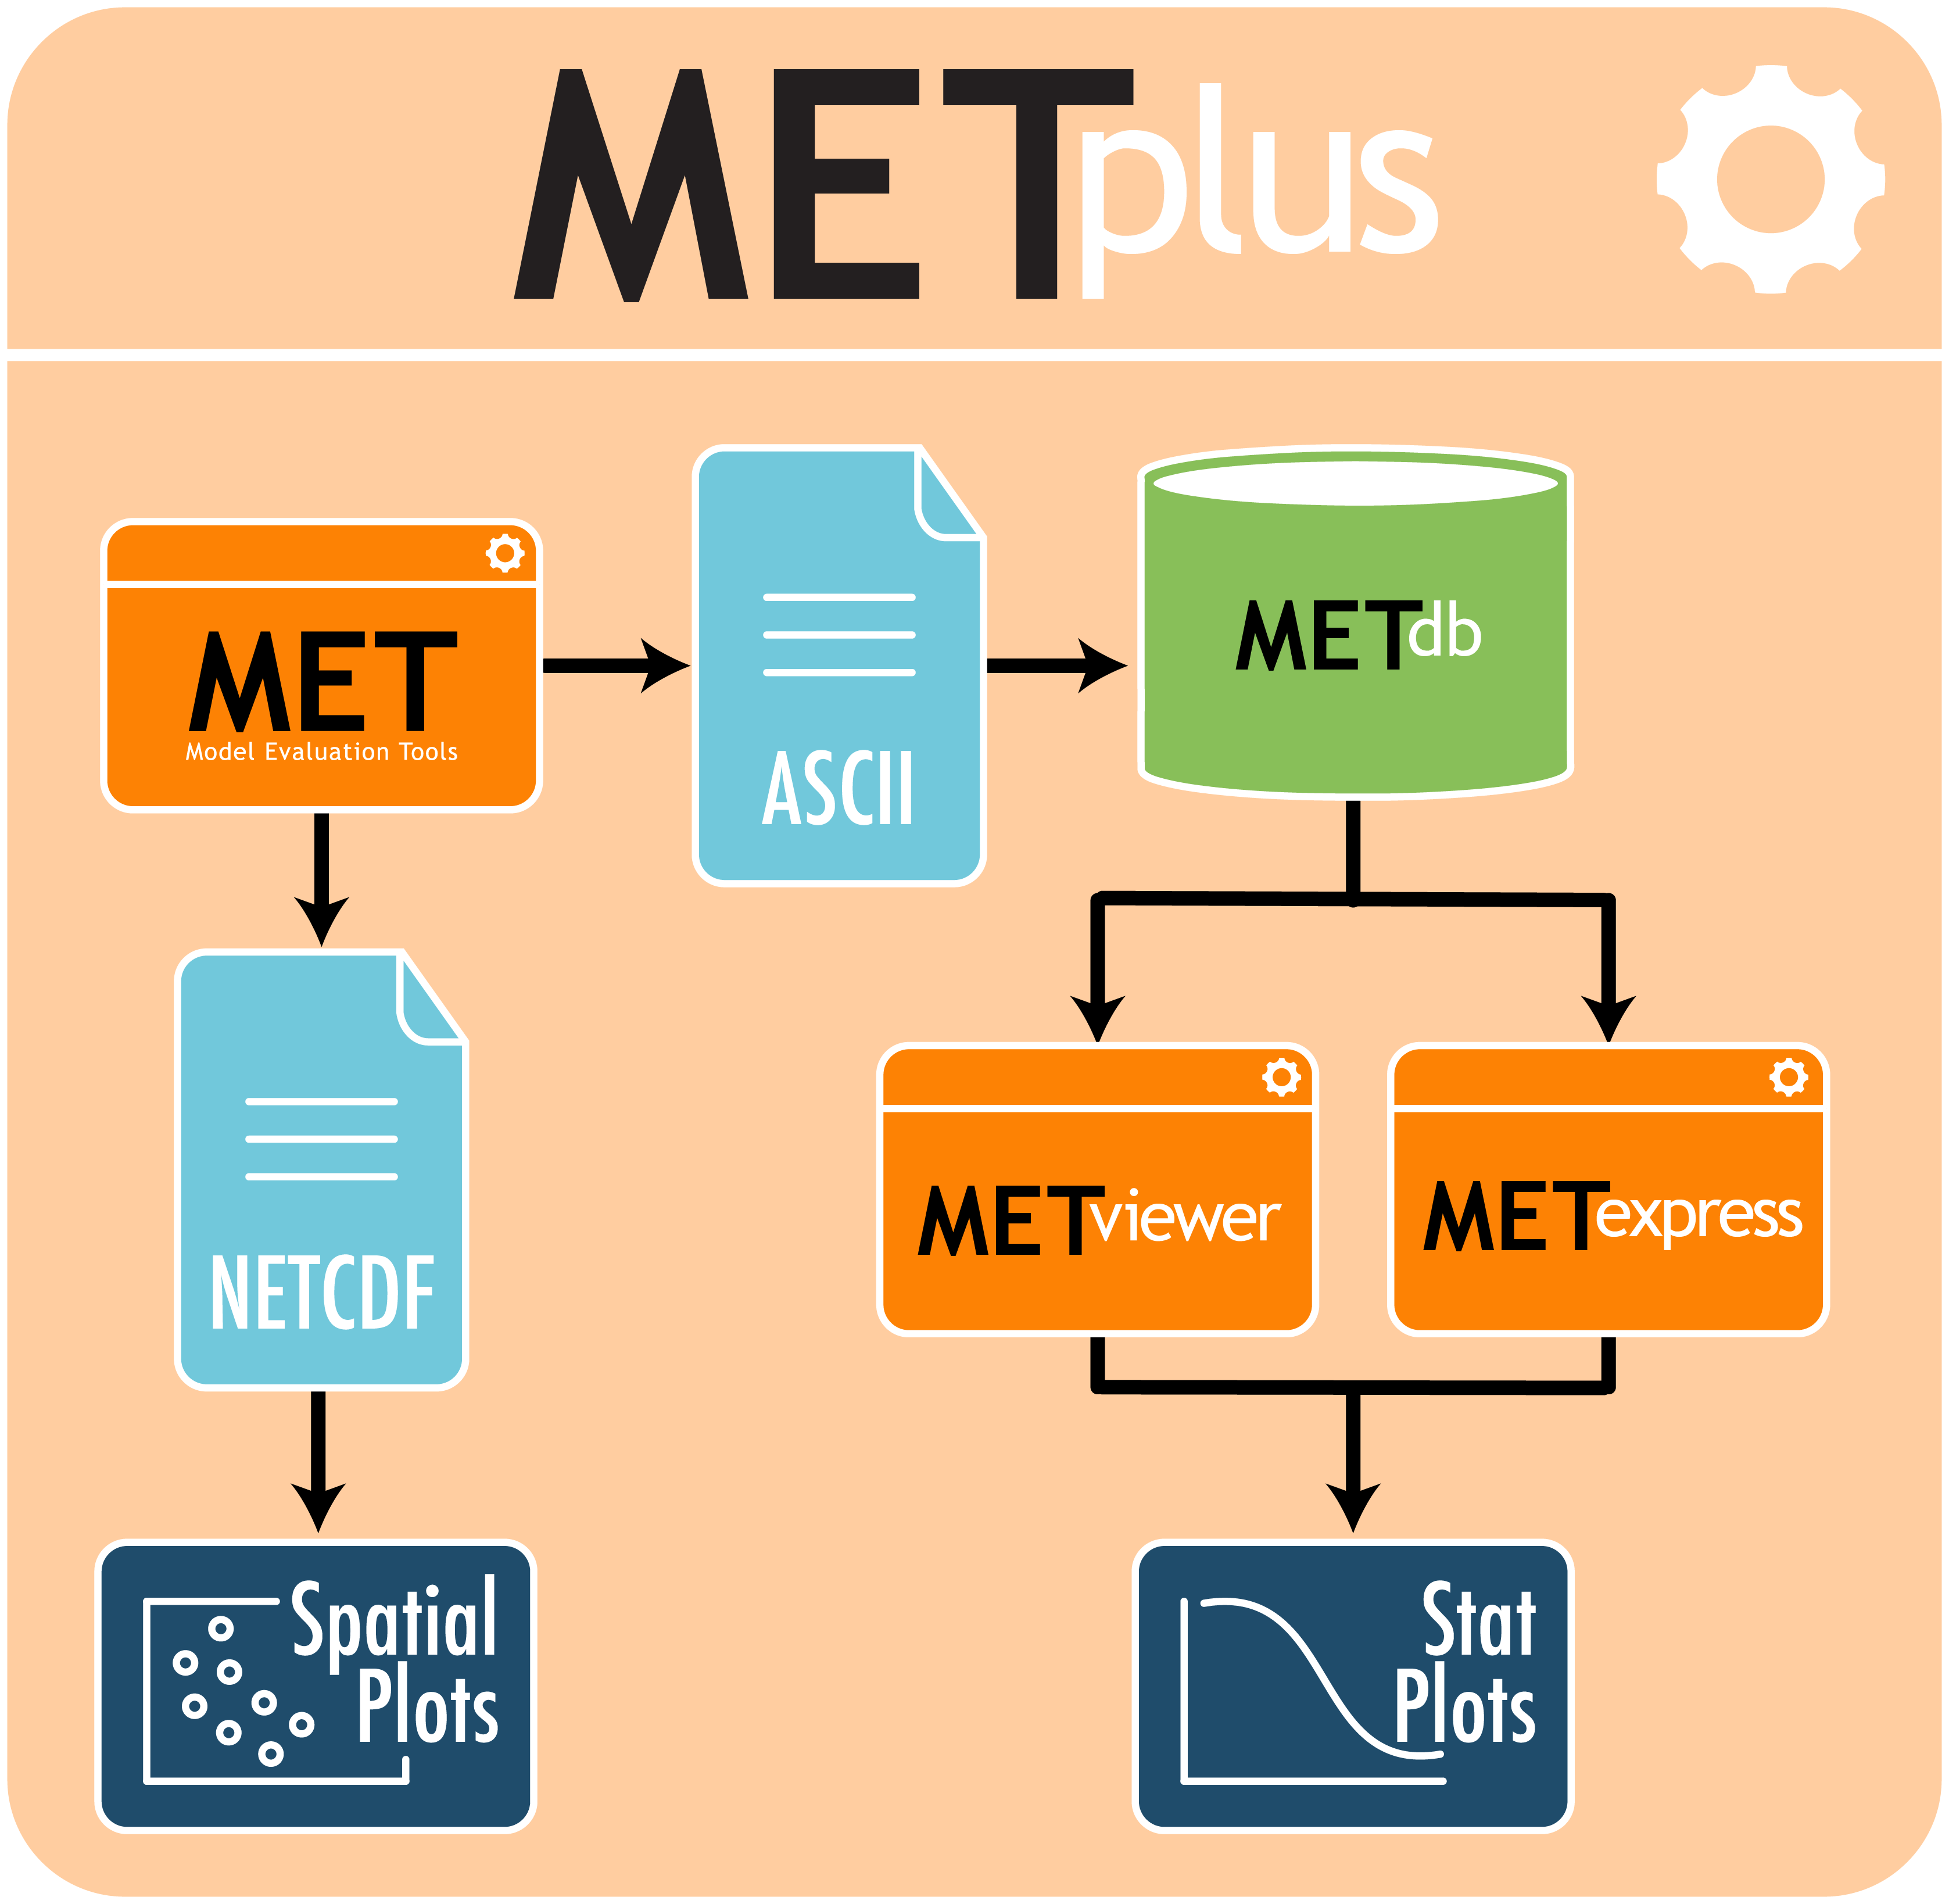 METplus
MET
Model Evaluation Tools
ASCII
METdb
NETCDF
METviewer
METexpress
Spatial
Plots
Stat
Plots